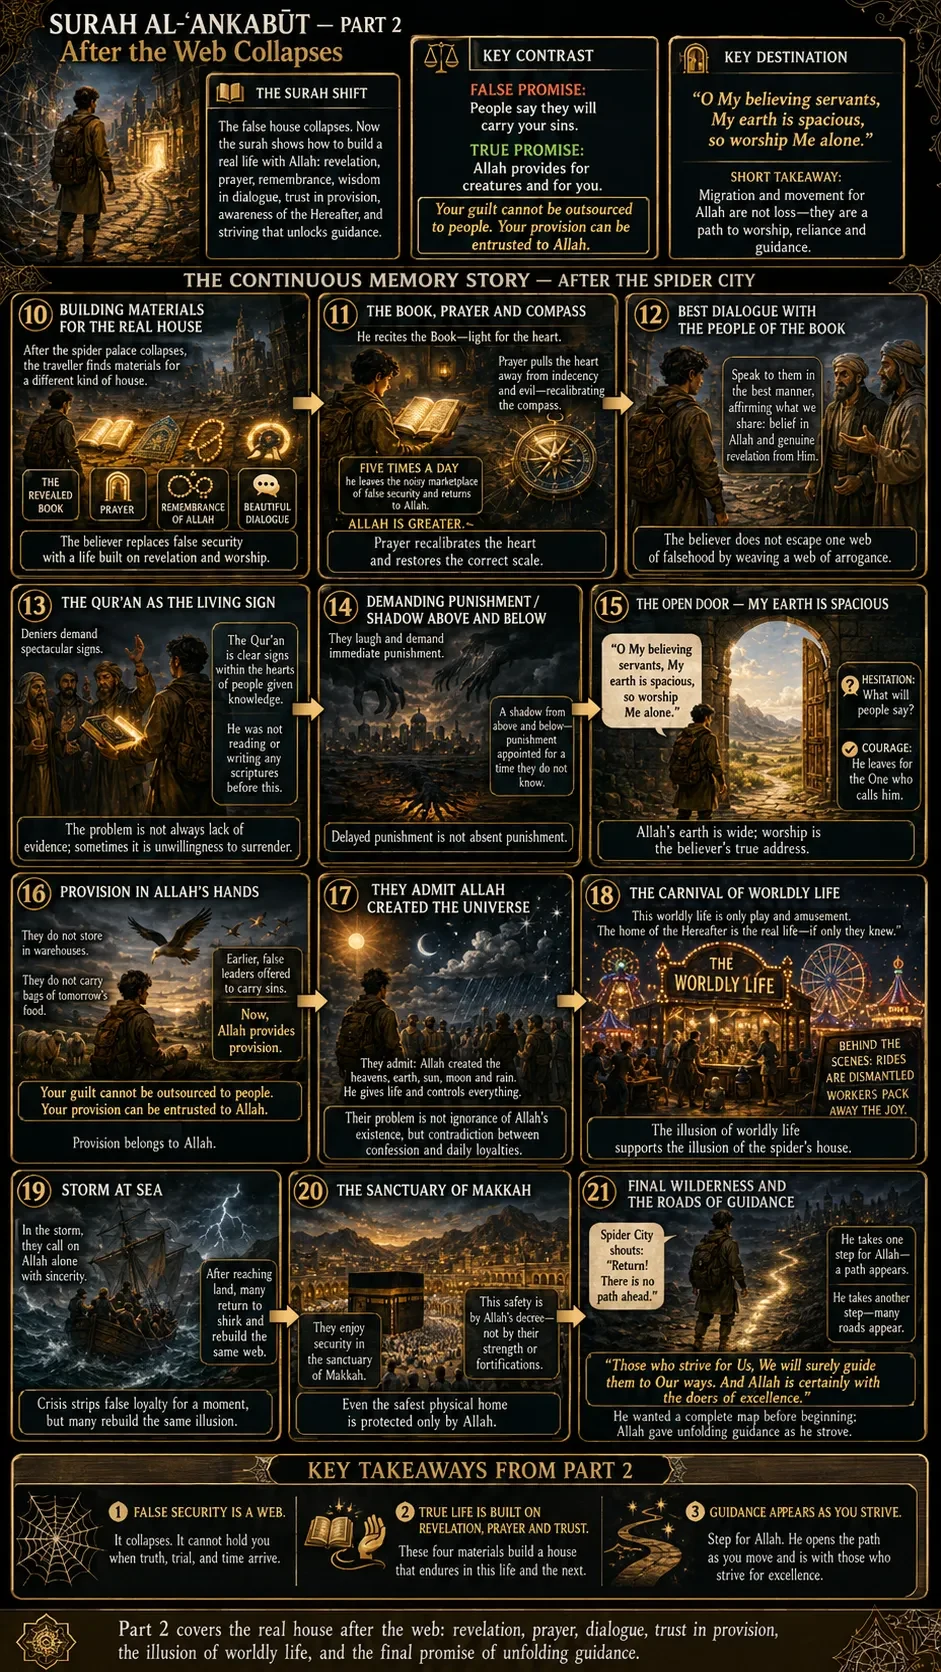 SURAH AL-‘ANKABŪT — PART 2
After the Web Collapses
THE SURAH SHIFT
The false house collapses. Now
the surah shows how to build a
real life with Allah: revelation,
prayer, remembrance, wisdom
in dialogue, trust in provision,
awareness of the Hereafter, and
striving that unlocks guidance.
KEY CONTRAST
FALSE PROMISE:
People say they will
carry your sins.
TRUE PROMISE:
Allah provides for
creatures and for you.
Your guilt cannot be outsourced
to people. Your provision can be
entrusted to Allah.
KEY DESTINATION
“O My believing servants,
My earth is spacious,
so worship Me alone.”
SHORT TAKEAWAY:
Migration and movement for
Allah are not loss—they are a
path to worship, reliance and
guidance.
THE CONTINUOUS MEMORY STORY — AFTER THE SPIDER CITY
10 BUILDING MATERIALS
FOR THE REAL HOUSE
After the spider palace collapses,
the traveller finds materials for
a different kind of house.
THE
REVEALED
BOOK
PRAYER
REMEMBRANCE
OF ALLAH
BEAUTIFUL
DIALOGUE
The believer replaces false security
with a life built on revelation and worship.
11 THE BOOK, PRAYER AND COMPASS
He recites the Book—light for the heart.
Prayer pulls the heart
away from indecency
and evil—recalibrating
the compass.
FIVE TIMES A DAY
he leaves the noisy marketplace
of false security and returns
to Allah.
ALLAH IS GREATER.
Prayer recalibrates the heart
and restores the correct scale.
12 BEST DIALOGUE WITH
THE PEOPLE OF THE BOOK
Speak to them in
the best manner,
affirming what we
share: belief in
Allah and genuine
revelation from Him.
The believer does not escape one web
of falsehood by weaving a web of arrogance.
13 THE QUR’AN AS THE LIVING SIGN
Deniers demand
spectacular signs.
The Qur’an
is clear signs
within the hearts
of people given
knowledge.
He was not
reading or
writing any
scriptures
before this.
The problem is not always lack of
evidence; sometimes it is unwillingness to surrender.
14 DEMANDING PUNISHMENT /
SHADOW ABOVE AND BELOW
They laugh and demand
immediate punishment.
A shadow from
above and below—
punishment
appointed for a
time they do not
know.
Delayed punishment is not absent punishment.
15 THE OPEN DOOR — MY EARTH IS SPACIOUS
“O My believing
servants, My
earth is spacious,
so worship
Me alone.”
HESITATION:
What will
people say?
COURAGE:
He leaves for
the One who
calls him.
Allah’s earth is wide; worship is
the believer’s true address.
16 PROVISION IN ALLAH’S HANDS
They do not store
in warehouses.
They do not carry
bags of tomorrow’s
food.
Earlier, false
leaders offered
to carry sins.
Now,
Allah provides
provision.
Your guilt cannot be outsourced to people.
Your provision can be entrusted to Allah.
Provision belongs to Allah.
17 THEY ADMIT ALLAH
CREATED THE UNIVERSE
They admit: Allah created the
heavens, earth, sun, moon and rain.
He gives life and controls everything.
Their problem is not ignorance of Allah’s
existence, but contradiction between
confession and daily loyalties.
18 THE CARNIVAL OF WORLDLY LIFE
This worldly life is only play and amusement.
The home of the Hereafter is the real life—if only they knew.”
THE
WORLDLY LIFE
BEHIND THE
SCENES: RIDES
ARE DISMANTLED
WORKERS PACK
AWAY THE JOY.
The illusion of worldly life
supports the illusion of the spider’s house.
19 STORM AT SEA
In the storm,
they call on
Allah alone
with sincerity.
After reaching
land, many
return to
shirk and
rebuild the
same web.
Crisis strips false loyalty for a moment,
but many rebuild the same illusion.
20 THE SANCTUARY OF MAKKAH
They enjoy
security in
the sanctuary
of Makkah.
This safety is
by Allah’s decree—
not by their
strength or
fortifications.
Even the safest physical home
is protected only by Allah.
21 FINAL WILDERNESS AND
THE ROADS OF GUIDANCE
Spider City
shouts:
“Return!
There is no
path ahead.”
He takes one
step for Allah—
a path appears.
He takes another
step—many
roads appear.
“Those who strive for Us, We will surely guide
them to Our ways. And Allah is certainly with
the doers of excellence.”
He wanted a complete map before beginning;
Allah gave unfolding guidance as he strove.
KEY TAKEAWAYS FROM PART 2
1 FALSE SECURITY IS A WEB.
It collapses. It cannot hold you
when truth, trial, and time arrive.
2 TRUE LIFE IS BUILT ON
REVELATION, PRAYER AND TRUST.
These four materials build a house
that endures in this life and the next.
3 GUIDANCE APPEARS AS YOU STRIVE.
Step for Allah. He opens the path
as you move and is with those who
strive for excellence.
Part 2 covers the real house after the web: revelation, prayer, dialogue, trust in provision,
the illusion of worldly life, and the final promise of unfolding guidance.